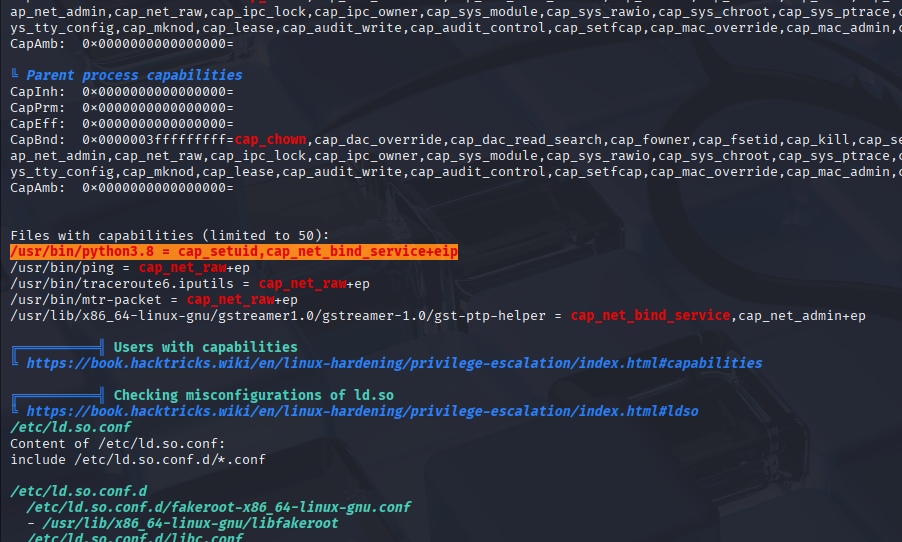 ap_net_admin,cap_net_raw,cap_ipc_lock,cap_ipc_owner,cap_sys_module,cap_sys_rawio,cap_sys_chroot,cap_sys_ptrace,c
ys_tty_config,cap_mknod,cap_lease,cap_audit_write,cap_audit_control,cap_setfcap,cap_mac_override,cap_mac_admin,c
CapAmb:  0×0000000000000000=
╚ Parent process capabilities
CapInh:  0×0000000000000000=
CapPrm:  0×0000000000000000=
CapEff:  0×0000000000000000=
CapBnd:  0×0000003fffffffff=cap_chown,cap_dac_override,cap_dac_read_search,cap_fowner,cap_fsetid,cap_kill,cap_se
ap_net_admin,cap_net_raw,cap_ipc_lock,cap_ipc_owner,cap_sys_module,cap_sys_rawio,cap_sys_chroot,cap_sys_ptrace,c
ys_tty_config,cap_mknod,cap_lease,cap_audit_write,cap_audit_control,cap_setfcap,cap_mac_override,cap_mac_admin,c
CapAmb:  0×0000000000000000=
Files with capabilities (limited to 50):
/usr/bin/python3.8 = cap_setuid,cap_net_bind_service+eip
/usr/bin/ping = cap_net_raw+ep
/usr/bin/traceroute6.iputils = cap_net_raw+ep
/usr/bin/mtr-packet = cap_net_raw+ep
/usr/lib/x86_64-linux-gnu/gstreamer1.0/gstreamer-1.0/gst-ptp-helper = cap_net_bind_service,cap_net_admin+ep
╔══════════╣ Users with capabilities
╚ https://book.hacktricks.wiki/en/linux-hardening/privilege-escalation/index.html#capabilities
╔══════════╣ Checking misconfigurations of ld.so
╚ https://book.hacktricks.wiki/en/linux-hardening/privilege-escalation/index.html#ldso
/etc/ld.so.conf
Content of /etc/ld.so.conf:
include /etc/ld.so.conf.d/*.conf
/etc/ld.so.conf.d
/etc/ld.so.conf.d/fakeroot-x86_64-linux-gnu.conf
- /usr/lib/x86_64-linux-gnu/libfakeroot
/etc/ld.so.conf.d/libc.conf